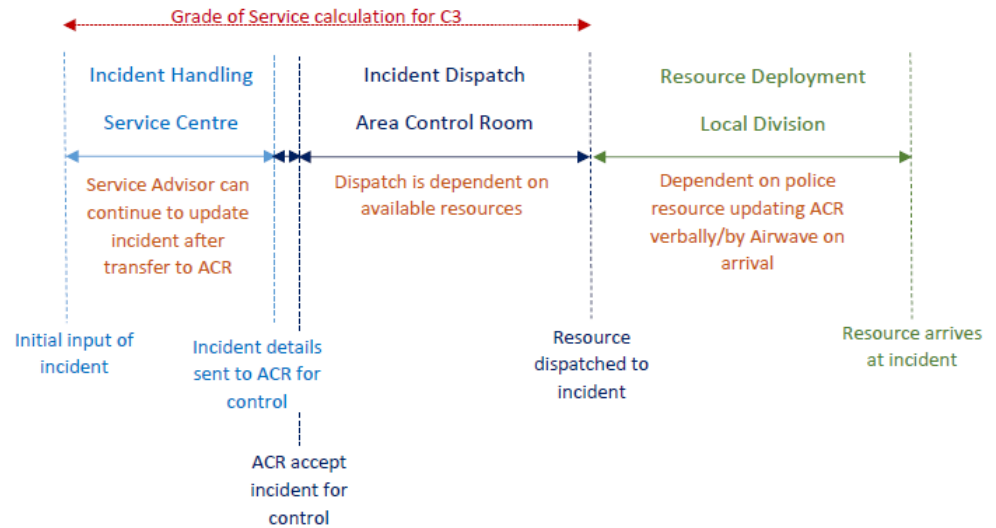 Grade of Service calculation for C3
Incident Handling
Service Centre
Incident Dispatch
Area Control Room
Resource Deployment
Local Division
Service Advisor can
continue to update
incident after
transfer to ACR
Dispatch is dependent on
available resources
Dependent on police
resource updating ACR
verbally/by Airwave on
arrival
Initial input of
incident
Incident details
sent to ACR for
control
ACR accept
incident for
control
Resource
dispatched to
incident
Resource arrives
at incident